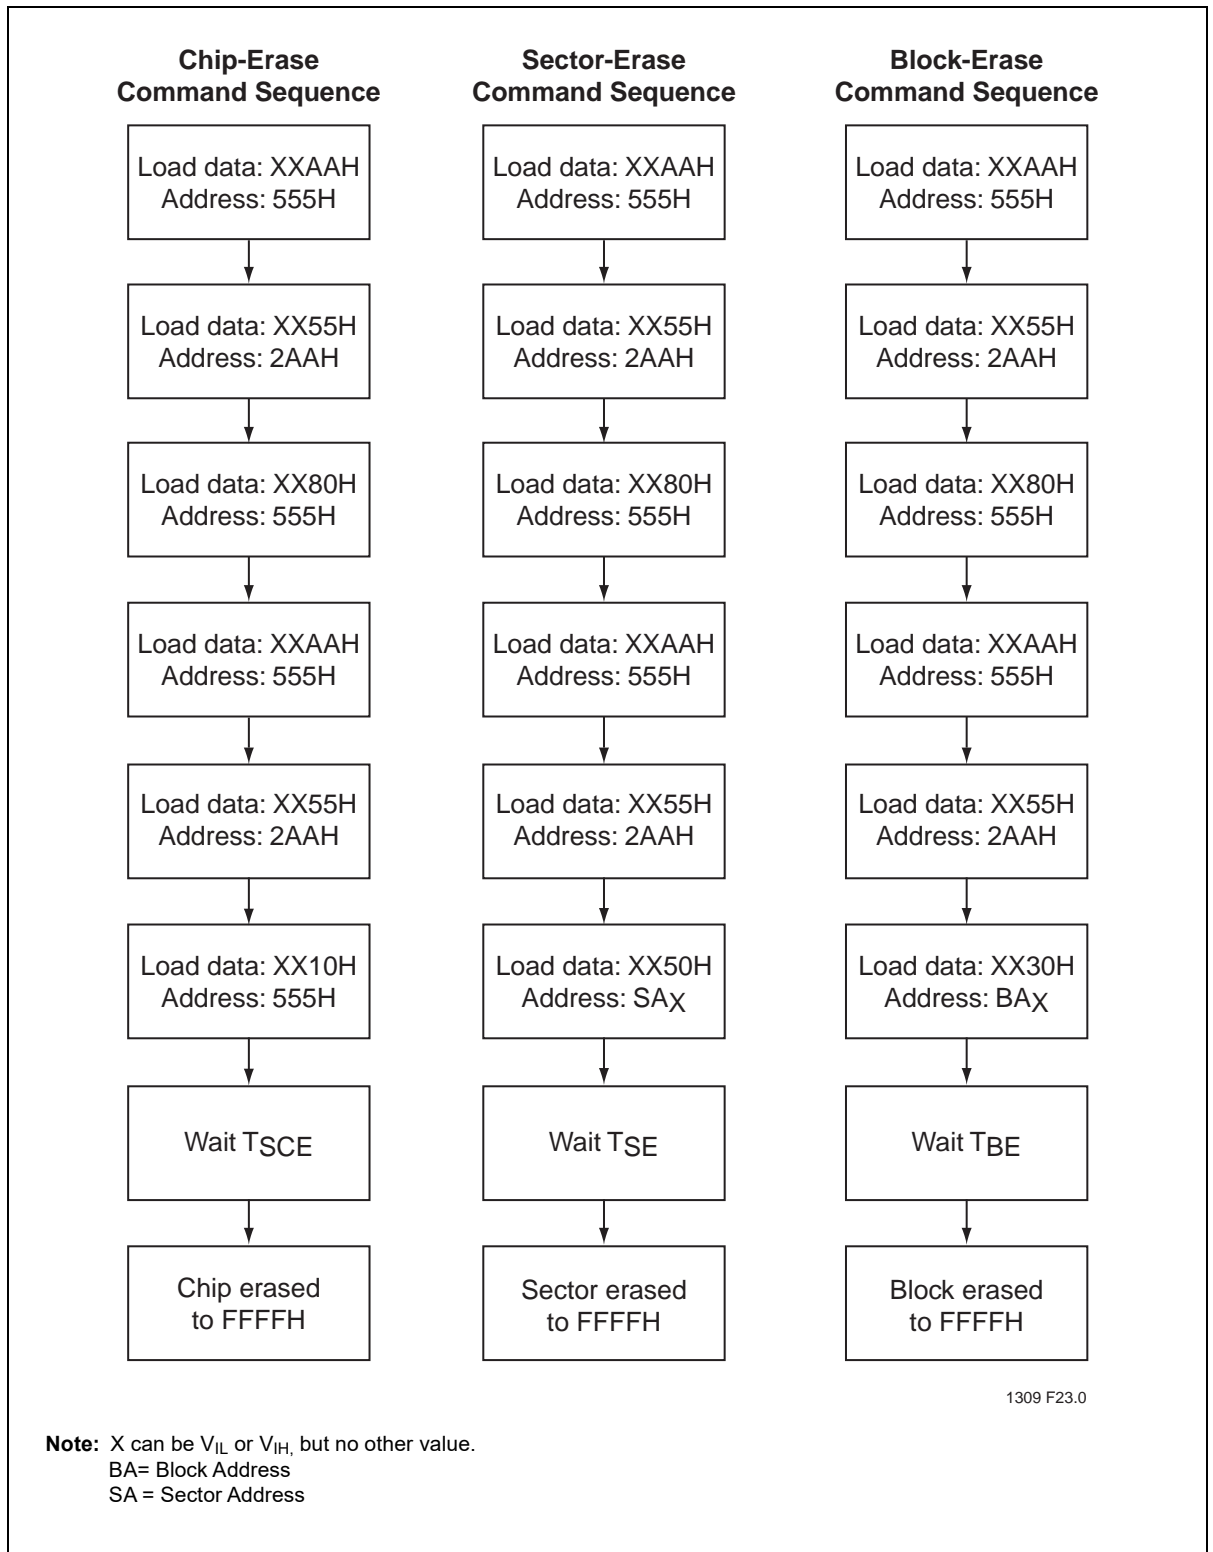 Chip-Erase
Command Sequence
Load data: XXAAH
Address: 555H
Load data: XX55H
Address: 2AAH
Load data: XX80H
Address: 555H
Load data: XXAAH
Address: 555H
Load data: XX55H
Address: 2AAH
Load data: XX10H
Address: 555H
Wait TSCE
Chip erased
to FFFFH
Sector-Erase
Command Sequence
Load data: XXAAH
Address: 555H
Load data: XX55H
Address: 2AAH
Load data: XX80H
Address: 555H
Load data: XXAAH
Address: 555H
Load data: XX55H
Address: 2AAH
Load data: XX50H
Address: SAX
Wait TSE
Sector erased
to FFFFH
Block-Erase
Command Sequence
Load data: XXAAH
Address: 555H
Load data: XX55H
Address: 2AAH
Load data: XX80H
Address: 555H
Load data: XXAAH
Address: 555H
Load data: XX55H
Address: 2AAH
Load data: XX30H
Address: BAX
Wait TBE
Block erased
to FFFFH
1309 F23.0
Note: X can be VIL or VIH, but no other value.
BA= Block Address
SA = Sector Address